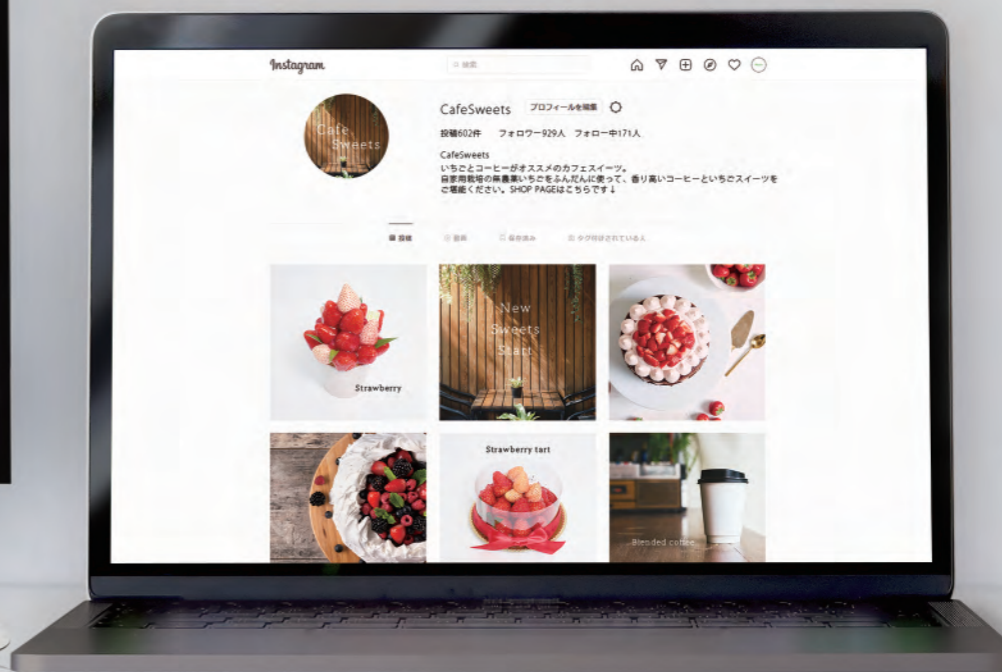 Instagram
検索
Cafe
Sweets
CafeSweets プロフィールを編集
投稿602件 フォロワー929人 フォロー中171人
CafeSweets
いちごとコーヒーがオススメのカフェスイーツ。
自家用栽培の無農薬いちごをふんだんに使って、香り高いコーヒーといちごスイーツを
ご堪能ください。SHOP PAGEはこちらです↓
投稿 動画 保存済み タグ付けされている人
Strawberry
New
Sweets
Start
Strawberry tart
Blended coffee